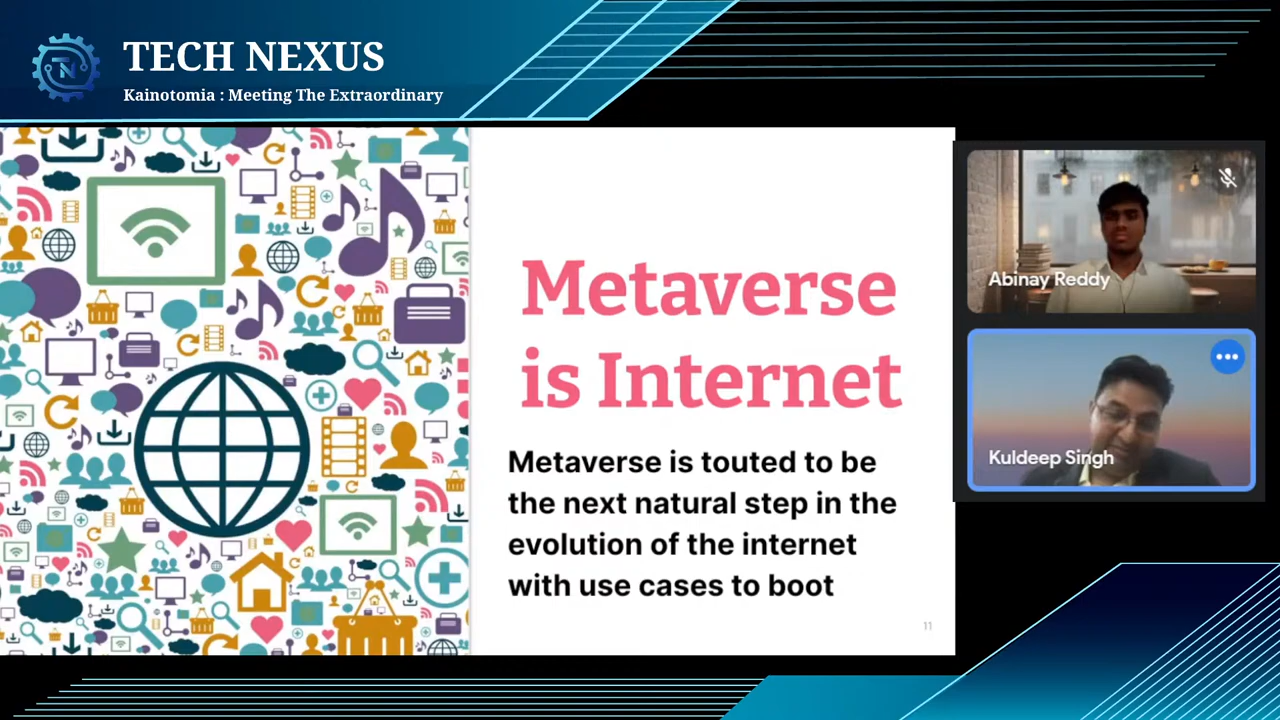 TN
TECH NEXUS
Kainotomia : Meeting The Extraordinary
Metaverse
is Internet
Metaverse is touted to be
the next natural step in the
evolution of the internet
with use cases to boot
11
Abinay Reddy
Kuldeep Singh